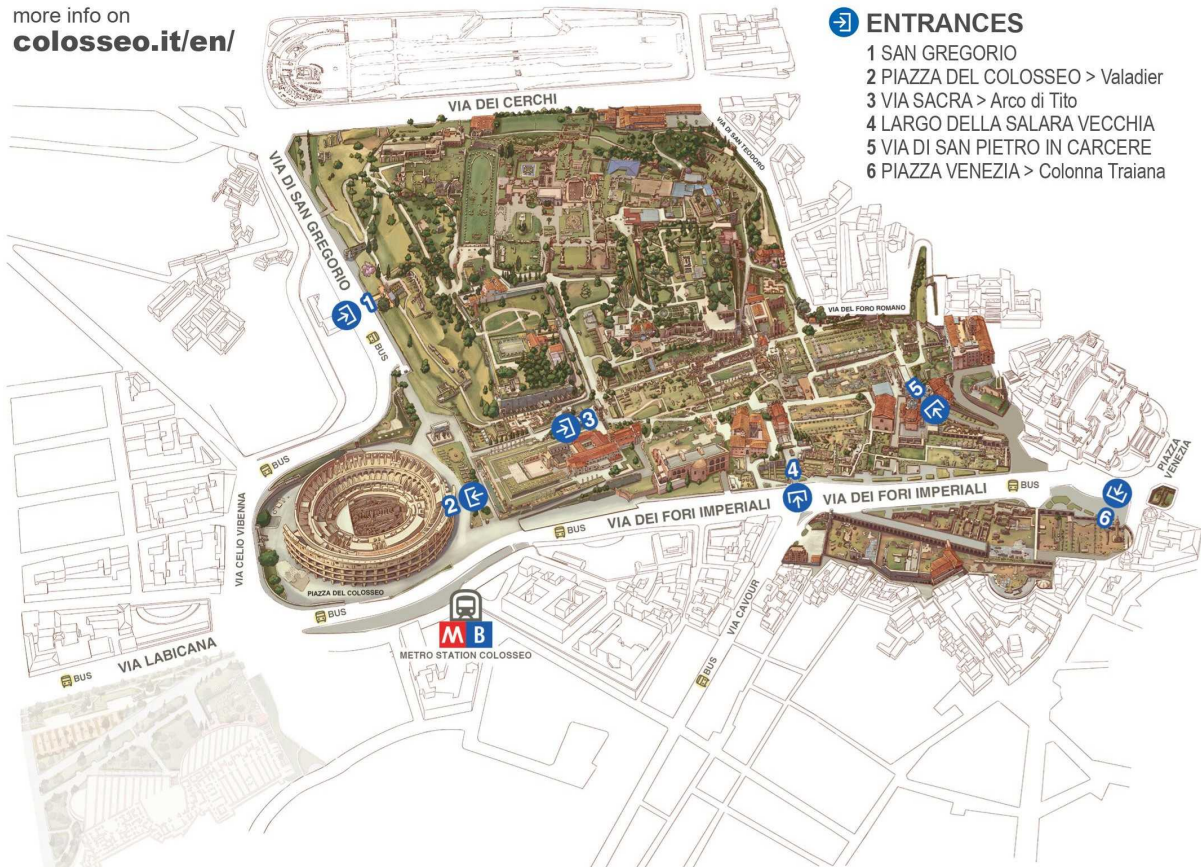 more info on
colosseo.it/en/
ENTRANCES
1 SAN GREGORIO
2 PIAZZA DEL COLOSSEO > Valadier
3 VIA SACRA > Arco di Tito
4 LARGO DELLA SALARA VECCHIA
5 VIA DI SAN PIETRO IN CARCERE
6 PIAZZA VENEZIA > Colonna Traiana
VIA DEI CERCHI
VIA DI SAN TEODORO
VIA DI SAN GREGORIO
1
BUS
VIA DEL FORO ROMANO
5
3
4
PIAZZA
VENEZIA
BUS
2
VIA DEI FORI IMPERIALI
BUS
6
VIA DEI FORI IMPERIALI
BUS
VIA CELIO VIBENNA
PIAZZA DEL COLOSSEO
BUS
VIA CAVOUR
M B
METRO STATION COLOSSEO
VIA LABICANA
BUS
BUS